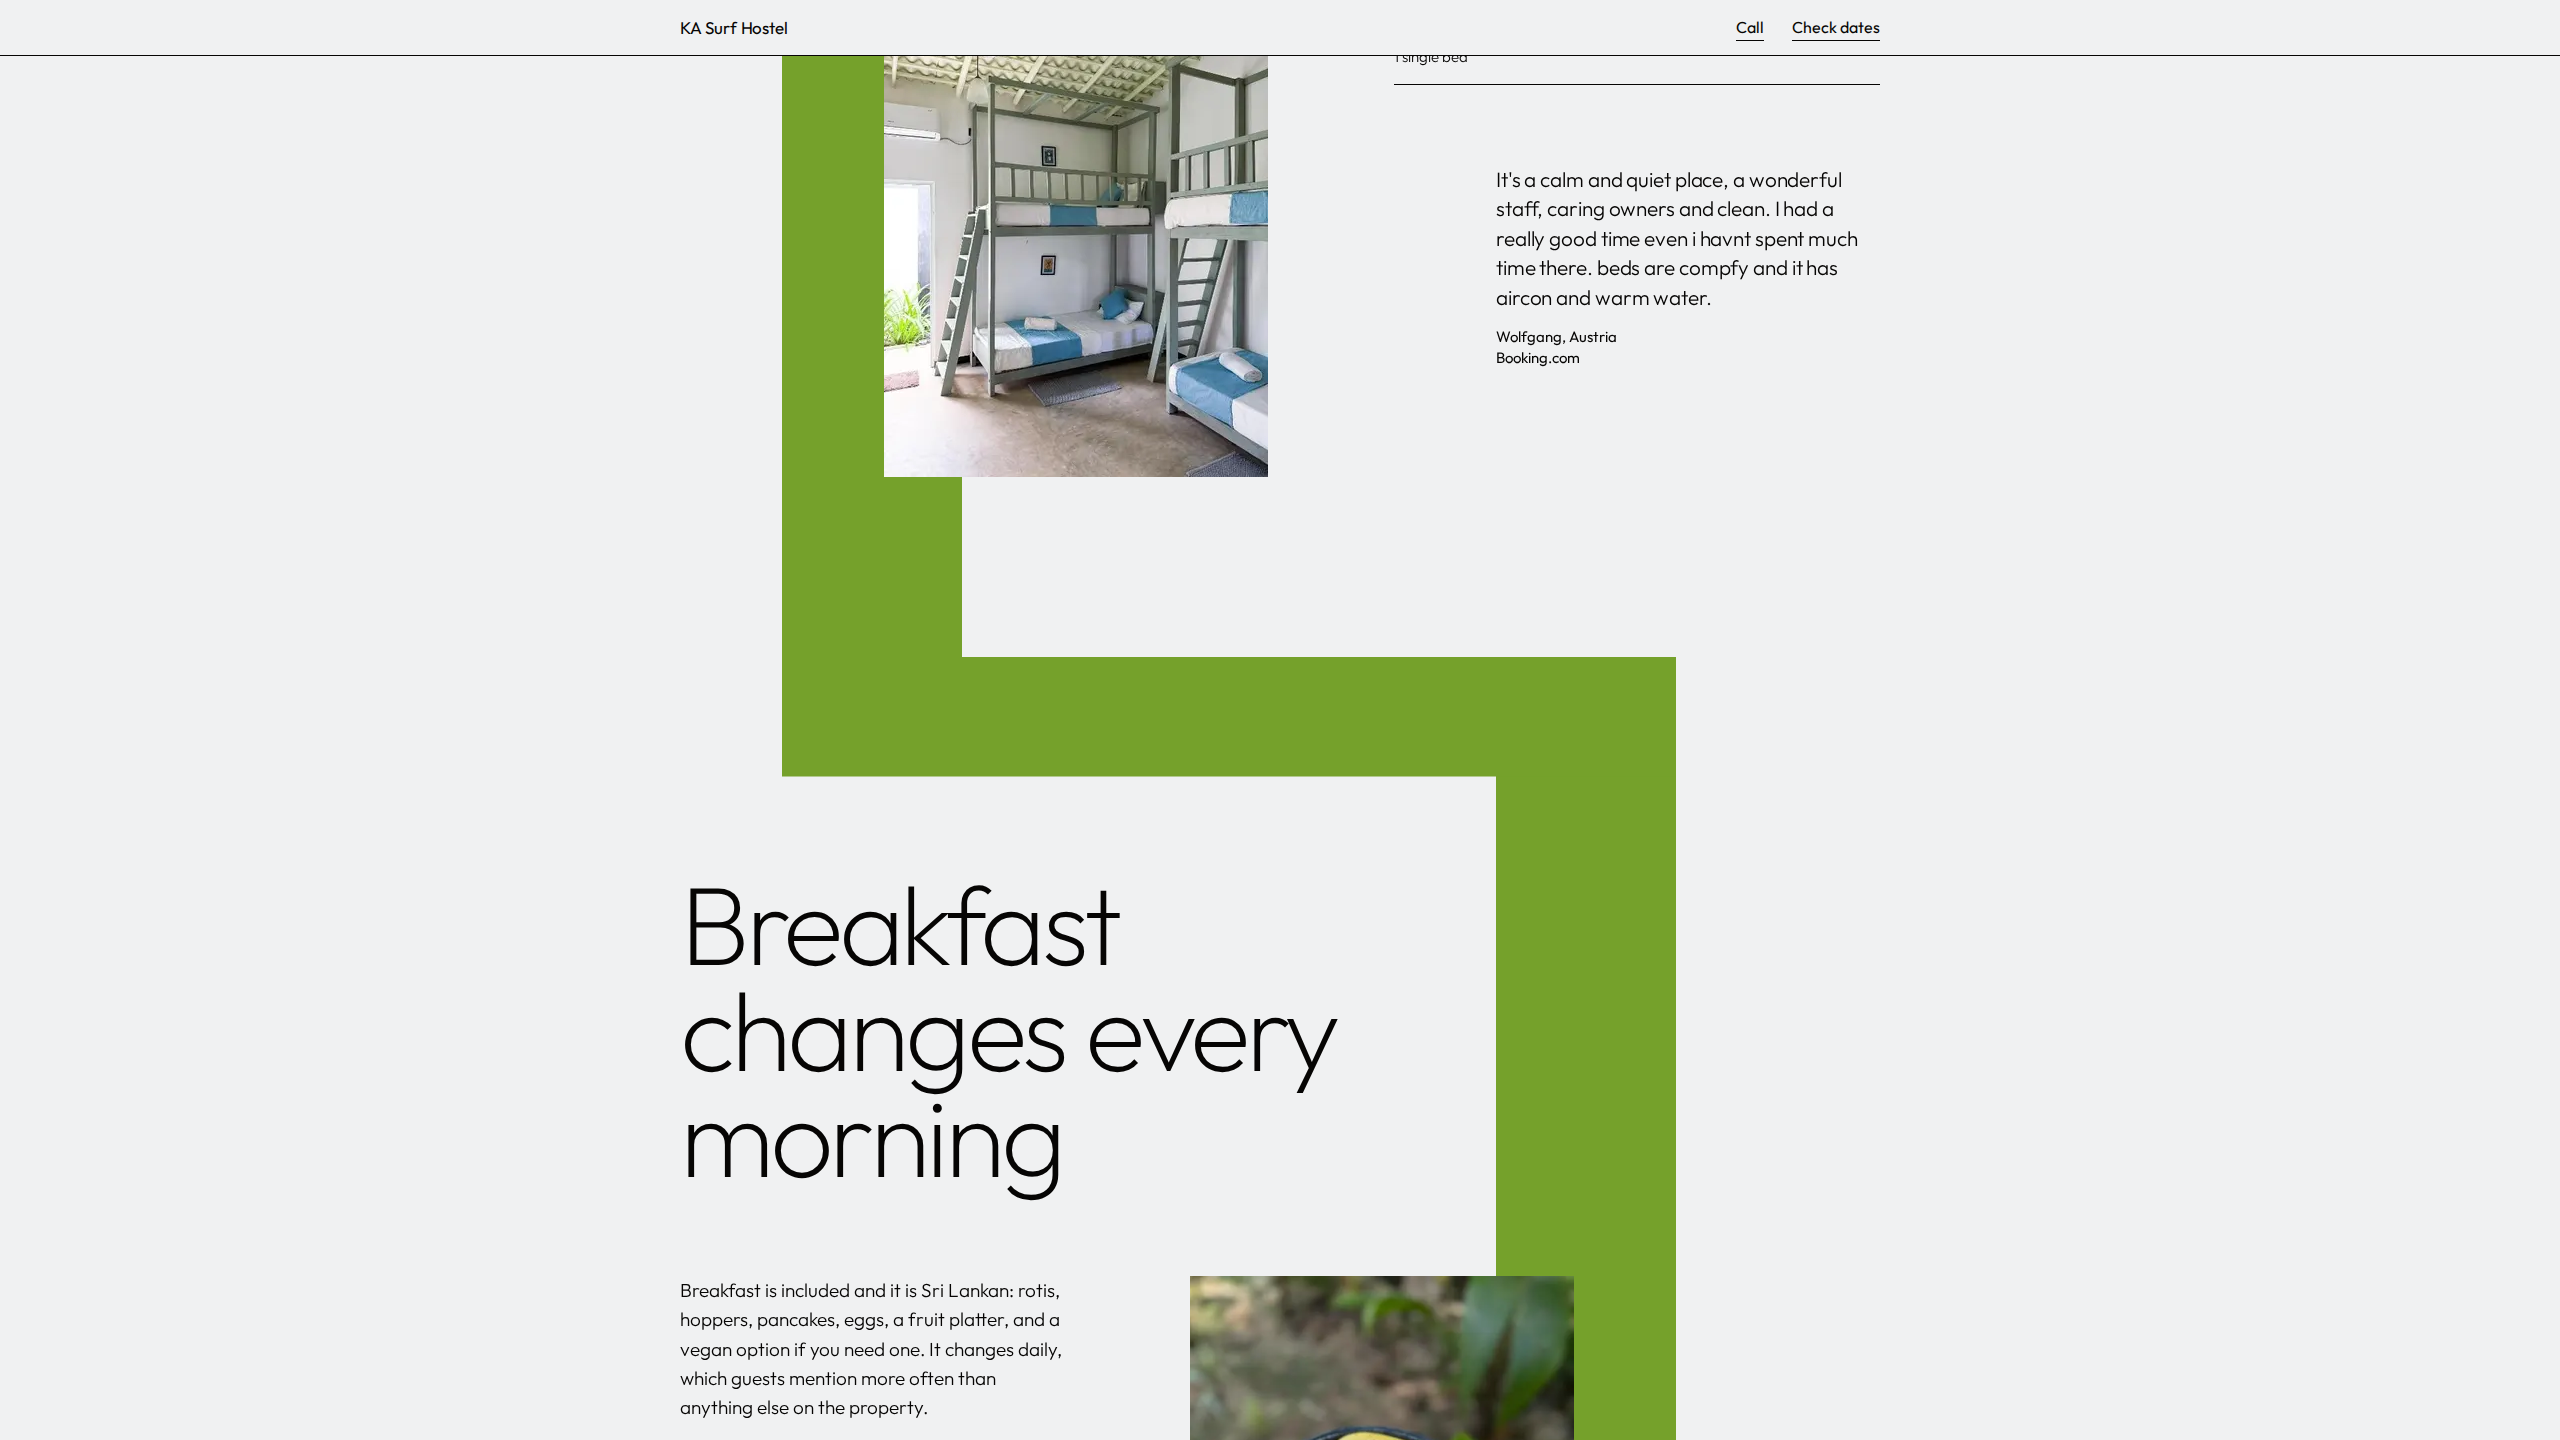 KA Surf Hostel
Call
Check dates
1 single bed
It's a calm and quiet place, a wonderful
staff, caring owners and clean. I had a
really good time even i havnt spent much
time there. beds are compfy and it has
aircon and warm water.
Wolfgang, Austria
Booking.com
Breakfast
changes every
morning
Breakfast is included and it is Sri Lankan: rotis,
hoppers, pancakes, eggs, a fruit platter, and a
vegan option if you need one. It changes daily,
which guests mention more often than
anything else on the property.